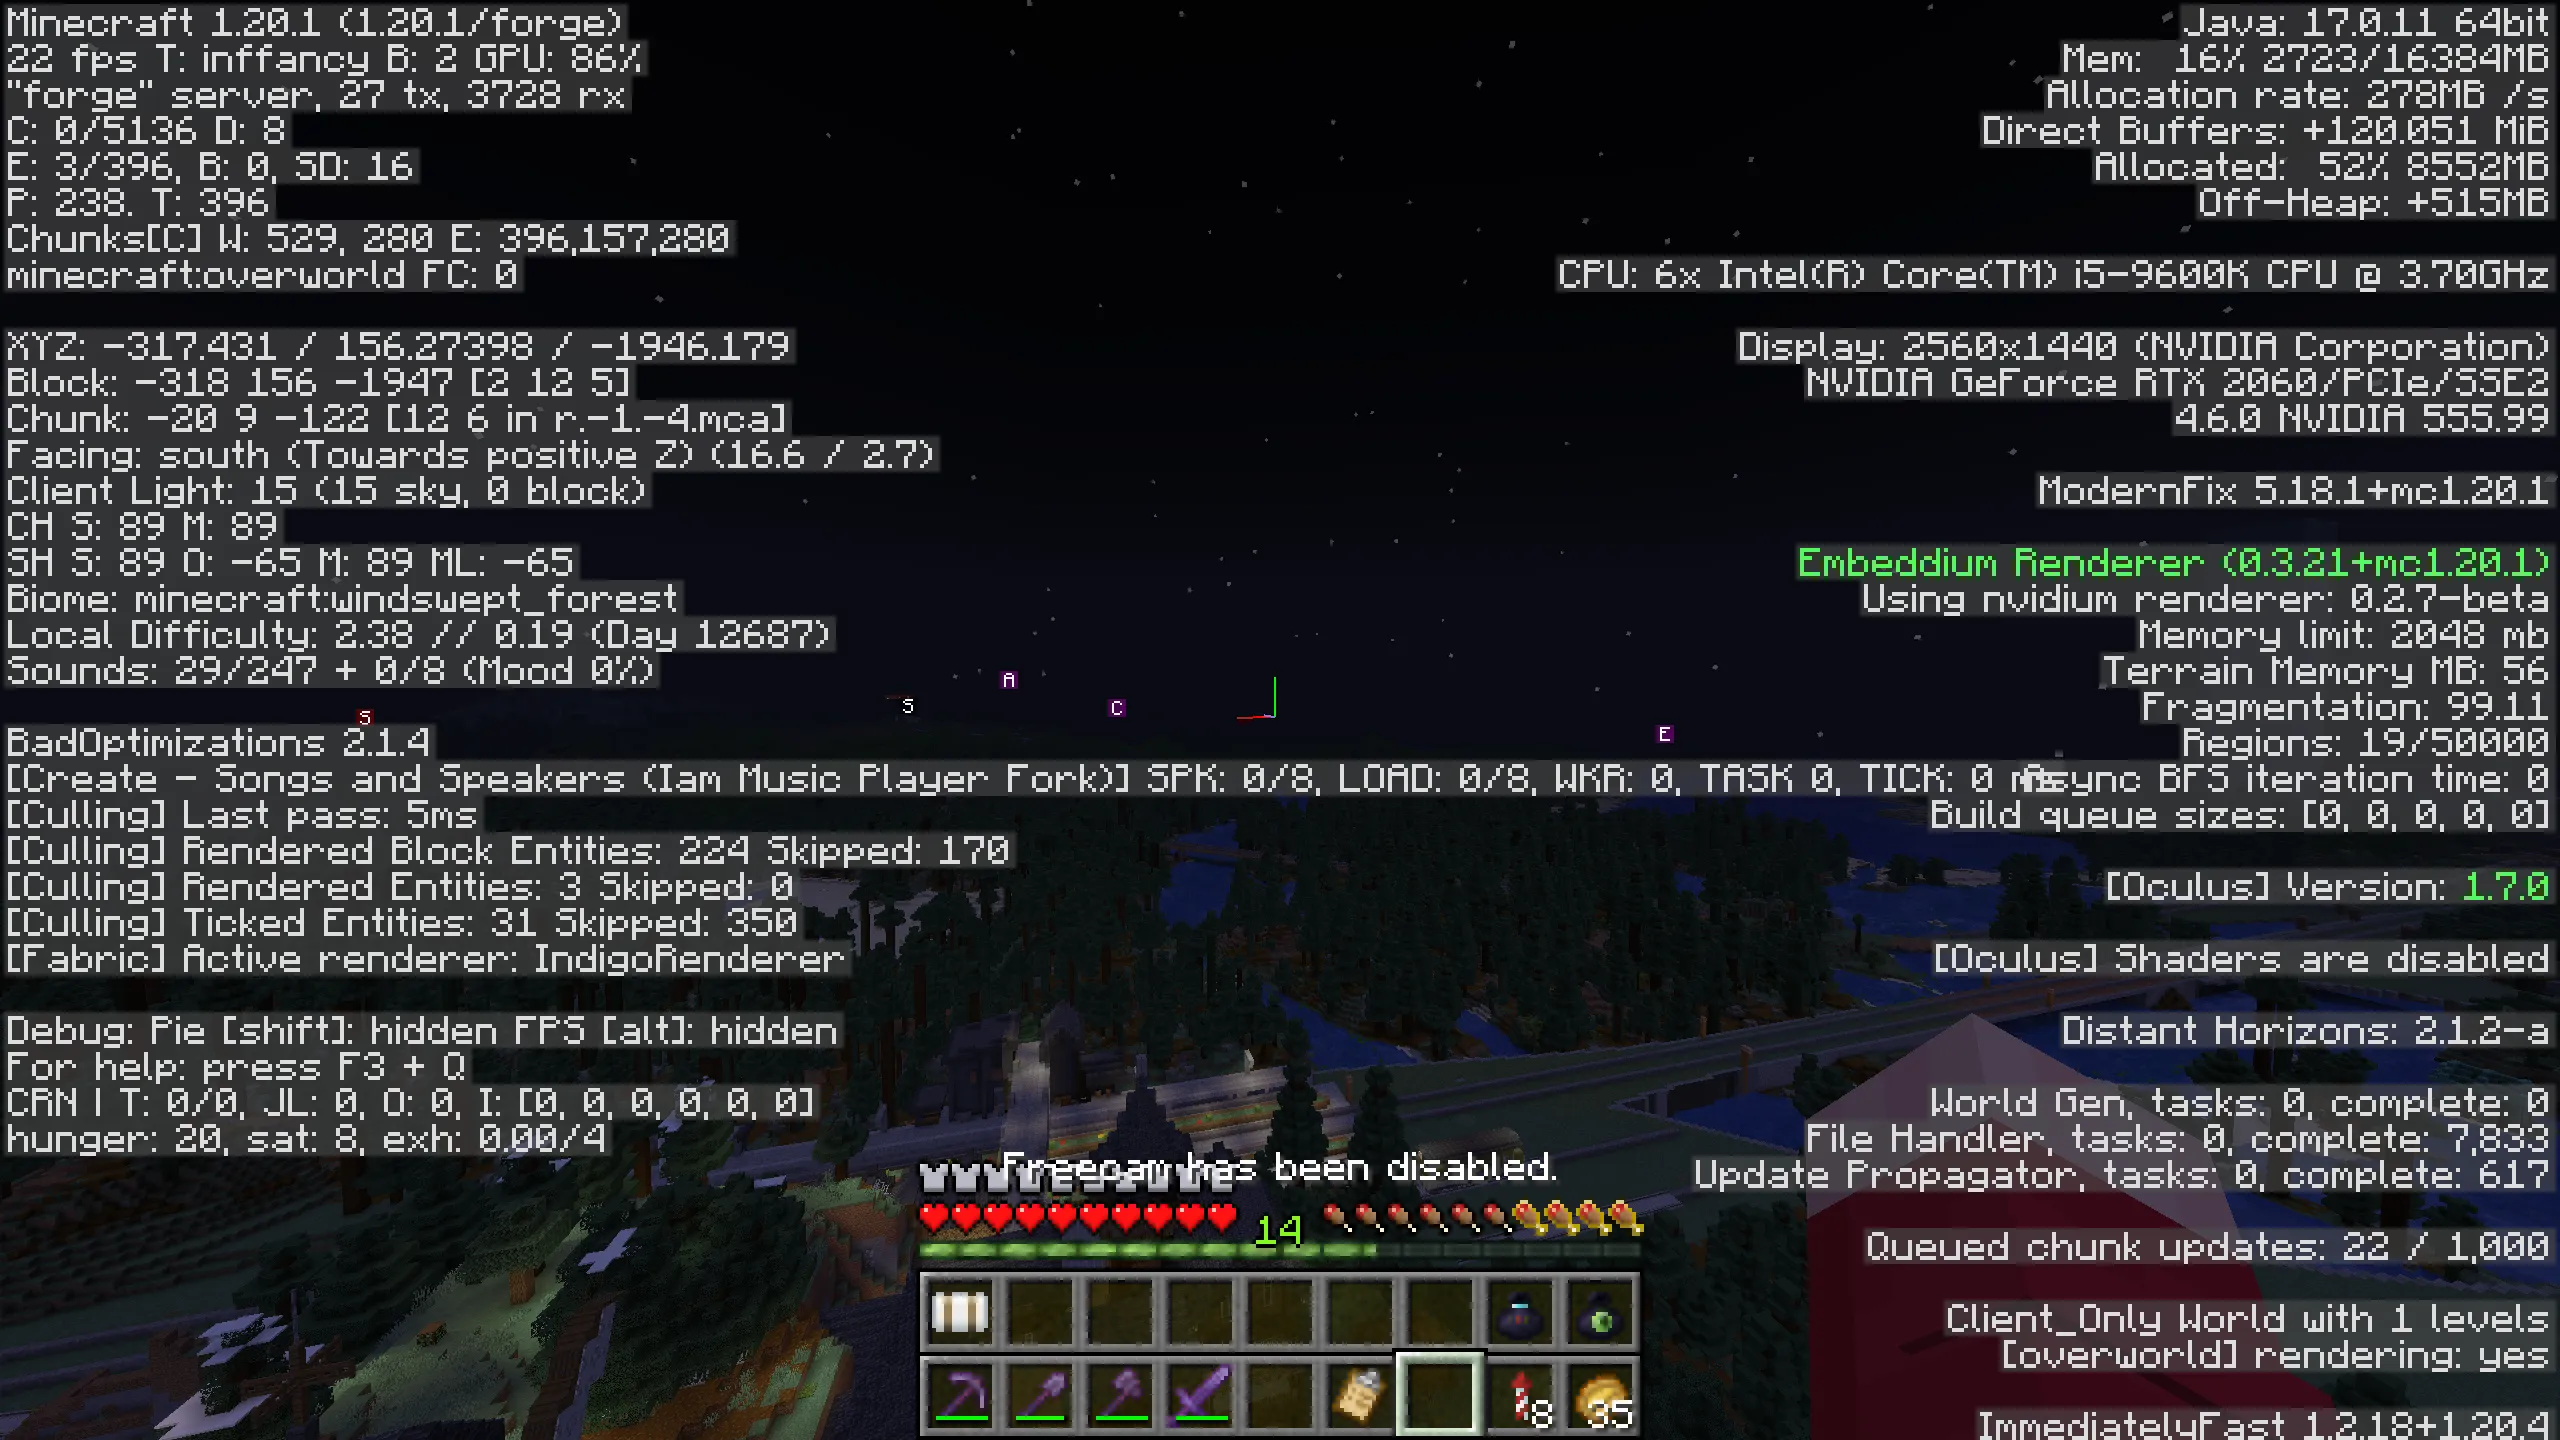 Minecraft 1.20.1 (1.20.1/forge)
22 fps T: inffancy B: 2 GPU: 86%
"forge" server, 27 tx, 3728 rx
C: 0/5136 D: 8
E: 3/396, B: 0, SD: 16
P: 238. T: 396
Chunks[C] W: 529, 280 E: 396,157,280
minecraft:overworld FC: 0
XYZ: -317.431 / 156.27398 / -1946.179
Block: -318 156 -1947 [2 12 5]
Chunk: -20 9 -122 [12 6 in r.-1.-4.mca]
Facing: south (Towards positive Z) (16.6 / 2.7)
Client Light: 15 (15 sky, 0 block)
CH S: 89 M: 89
SH S: 89 O: -65 M: 89 ML: -65
Biome: minecraft:windswept_forest
Local Difficulty: 2.38 // 0.19 (Day 12687)
Sounds: 29/247 + 0/8 (Mood 0%)
BadOptimizations 2.1.4
[Create - Songs and Speakers (Iam Music Player Fork)] SPK: 0/8, LOAD: 0/8, WKR: 0, TASK 0, TICK: 0
[Culling] Last pass: 5ms
[Culling] Rendered Block Entities: 224 Skipped: 170
[Culling] Rendered Entities: 3 Skipped: 0
[Culling] Ticked Entities: 31 Skipped: 350
[Fabric] Active renderer: IndigoRenderer
Debug: Pie [shift]: hidden FPS [alt]: hidden
For help: press F3 + Q
CRN | T: 0/0, JL: 0, O: 0, I: [0, 0, 0, 0, 0, 0]
hunger: 20, sat: 8, exh: 0.00/4
Java: 17.0.11 64bit
Mem: 16% 2723/16384MB
Allocation rate: 278MB /s
Direct Buffers: +120.051 MiB
Allocated: 52% 8552MB
Off-Heap: +515MB
CPU: 6x Intel(R) Core(TM) i5-9600K CPU @ 3.70GHz
Display: 2560x1440 (NVIDIA Corporation)
NVIDIA GeForce RTX 2060/PCIe/SSE2
4.6.0 NVIDIA 555.99
ModernFix 5.18.1+mc1.20.1
Embeddium Renderer (0.3.21+mc1.20.1)
Using nvidium renderer: 0.2.7-beta
Memory limit: 2048 mb
Terrain Memory MB: 56
Fragmentation: 99.11
Regions: 19/50000
Async BFS iteration time: 0
Build queue sizes: [0, 0, 0, 0, 0]
[Oculus] Version: 1.7.0
[Oculus] Shaders are disabled
Distant Horizons: 2.1.2-a
World Gen, tasks: 0, complete: 0
File Handler, tasks: 0, complete: 7,833
Update Propagator, tasks: 0, complete: 617
Queued chunk updates: 22 / 1,000
Client_Only World with 1 levels
[overworld] rendering: yes
ImmediatelyFast 1.2.18+1.20.4
S
S
A
C
E
Freecam has been disabled.
14
8
35